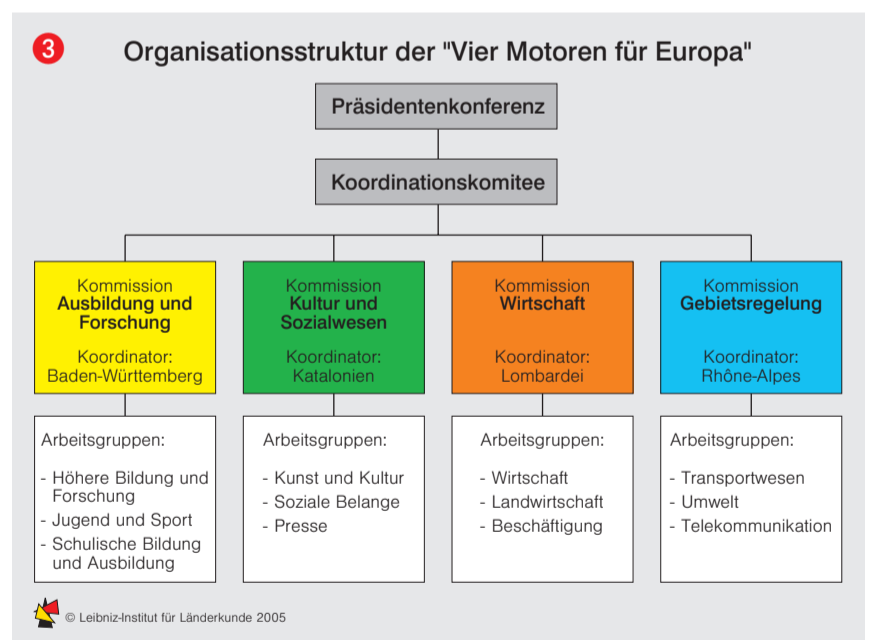 3
Organisationsstruktur der "Vier Motoren für Europa"
Präsidentenkonferenz
Koordinationskomitee
Kommission
Ausbildung und
Forschung
Koordinator:
Baden-Württemberg
Kommission
Kultur und
Sozialwesen
Koordinator:
Katalonien
Kommission
Wirtschaft
Koordinator:
Lombardei
Kommission
Gebietsregelung
Koordinator:
Rhône-Alpes
Arbeitsgruppen:
- Höhere Bildung und
Forschung
- Jugend und Sport
- Schulische Bildung
und Ausbildung
Arbeitsgruppen:
- Kunst und Kultur
- Soziale Belange
- Presse
Arbeitsgruppen:
- Wirtschaft
- Landwirtschaft
- Beschäftigung
Arbeitsgruppen:
- Transportwesen
- Umwelt
- Telekommunikation
© Leibniz-Institut für Länderkunde 2005